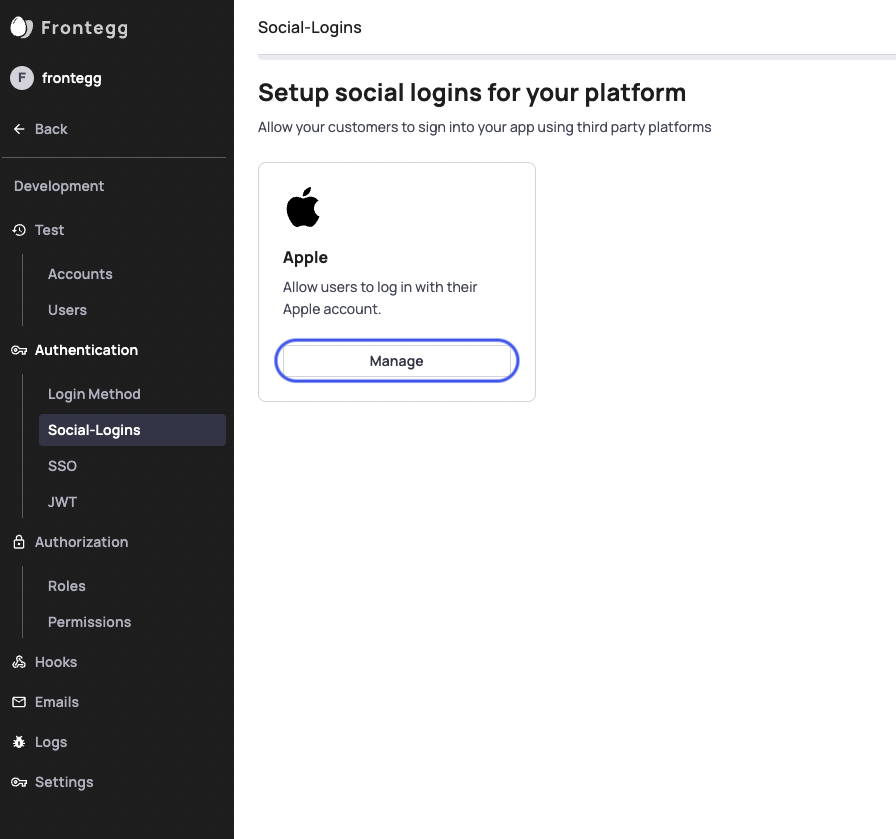 Frontegg
F frontegg
Back
Development
Test
Accounts
Users
Authentication
Login Method
Social-Logins
SSO
JWT
Authorization
Roles
Permissions
Hooks
Emails
Logs
Settings
Social-Logins
Setup social logins for your platform
Allow your customers to sign into your app using third party platforms
Apple
Allow users to log in with their
Apple account.
Manage